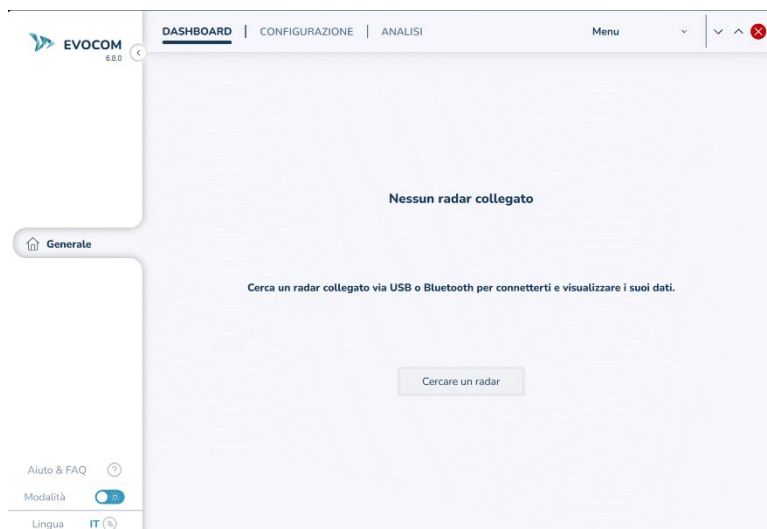 EVOCOM
6.8.0
DASHBOARD | CONFIGURAZIONE | ANALISI
Menu
Nessun radar collegato
Generale
Cerca un radar collegato via USB o Bluetooth per connetterti e visualizzare i suoi dati.
Cercare un radar
Aiuto & FAQ
Modalità
Lingua IT